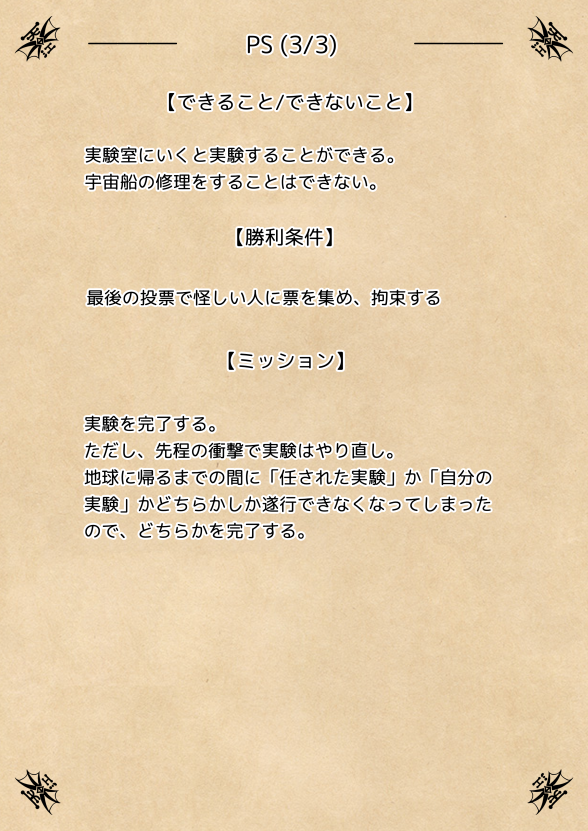 PS (3/3)
【できること/できないこと】
実験室にいくと実験することができる。
宇宙船の修理をすることはできない。
【勝利条件】
最後の投票で怪しい人に票を集め、拘束する
【ミッション】
実験を完了する。
ただし、先程の衝撃で実験はやり直し。
地球に帰るまでの間に「任された実験」か「自分の
実験」かどちらかしか遂行できなくなってしまった
ので、どちらかを完了する。